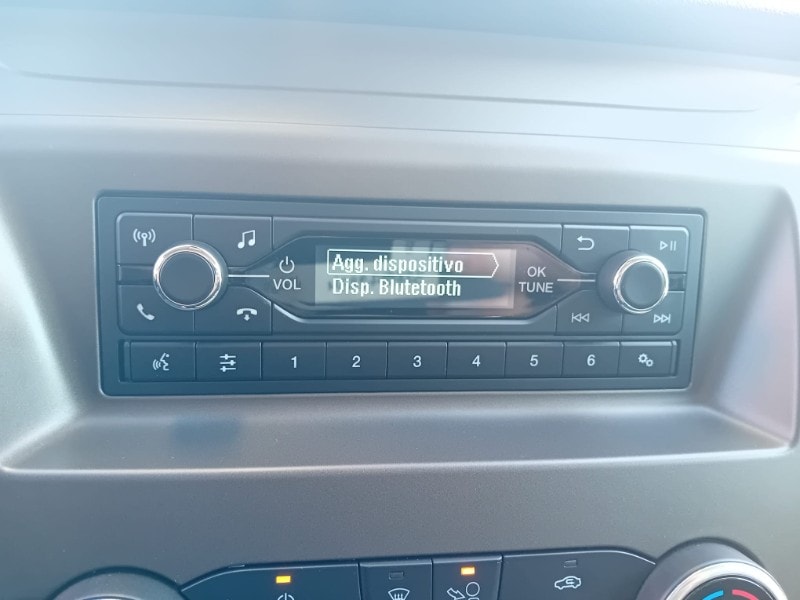 Agg. dispositivo
Disp. Blutetooth
VOL
OK
TUNE
1 2 3 4 5 6